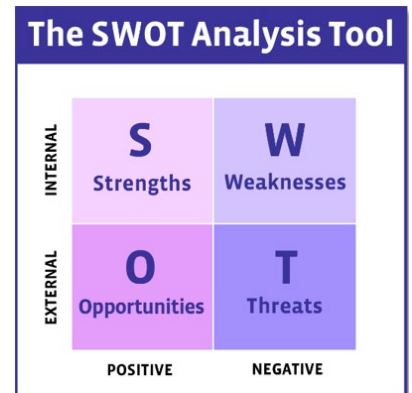 The SWOT Analysis Tool
INTERNAL
S
Strengths
W
Weaknesses
EXTERNAL
O
Opportunities
T
Threats
POSITIVE
NEGATIVE